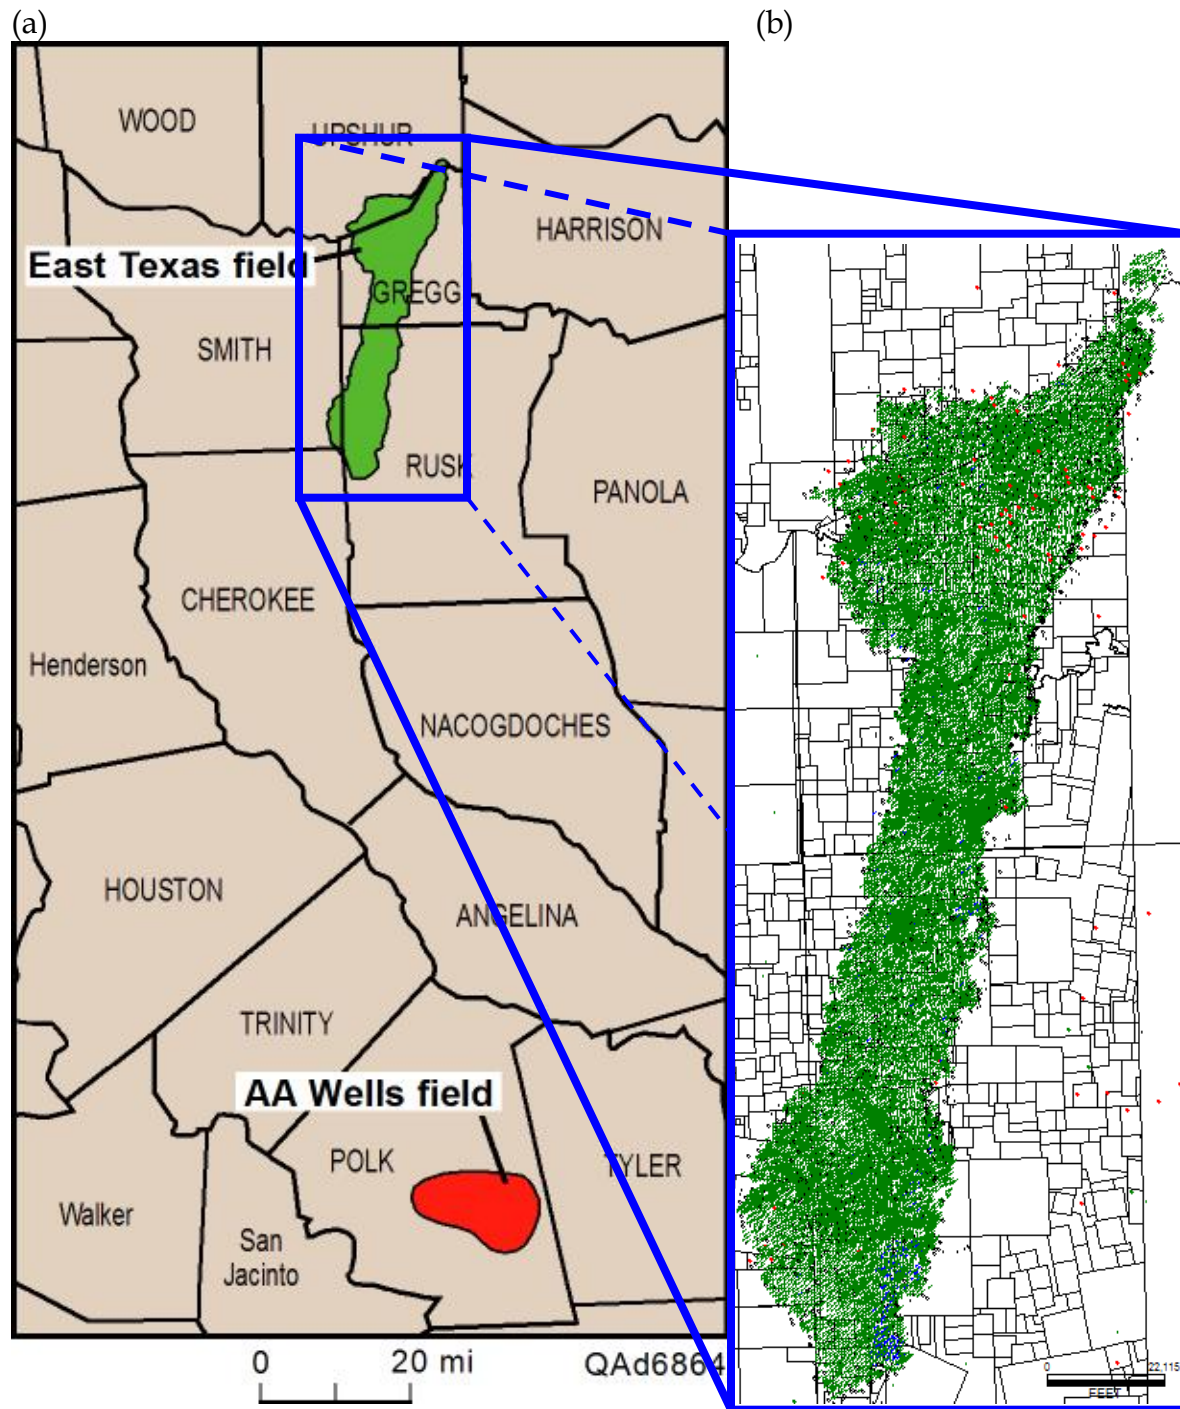 (a)
(b)
WOOD
UPSHUR
HARRISON
East Texas field
GREGG
SMITH
RUSK
PANOLA
CHEROKEE
Henderson
NACOGDOCHES
HOUSTON
ANGELINA
TRINITY
AA Wells field
POLK
TYLER
Walker
San
Jacinto
0 20 mi
QAd6864
0 22,115
FEET